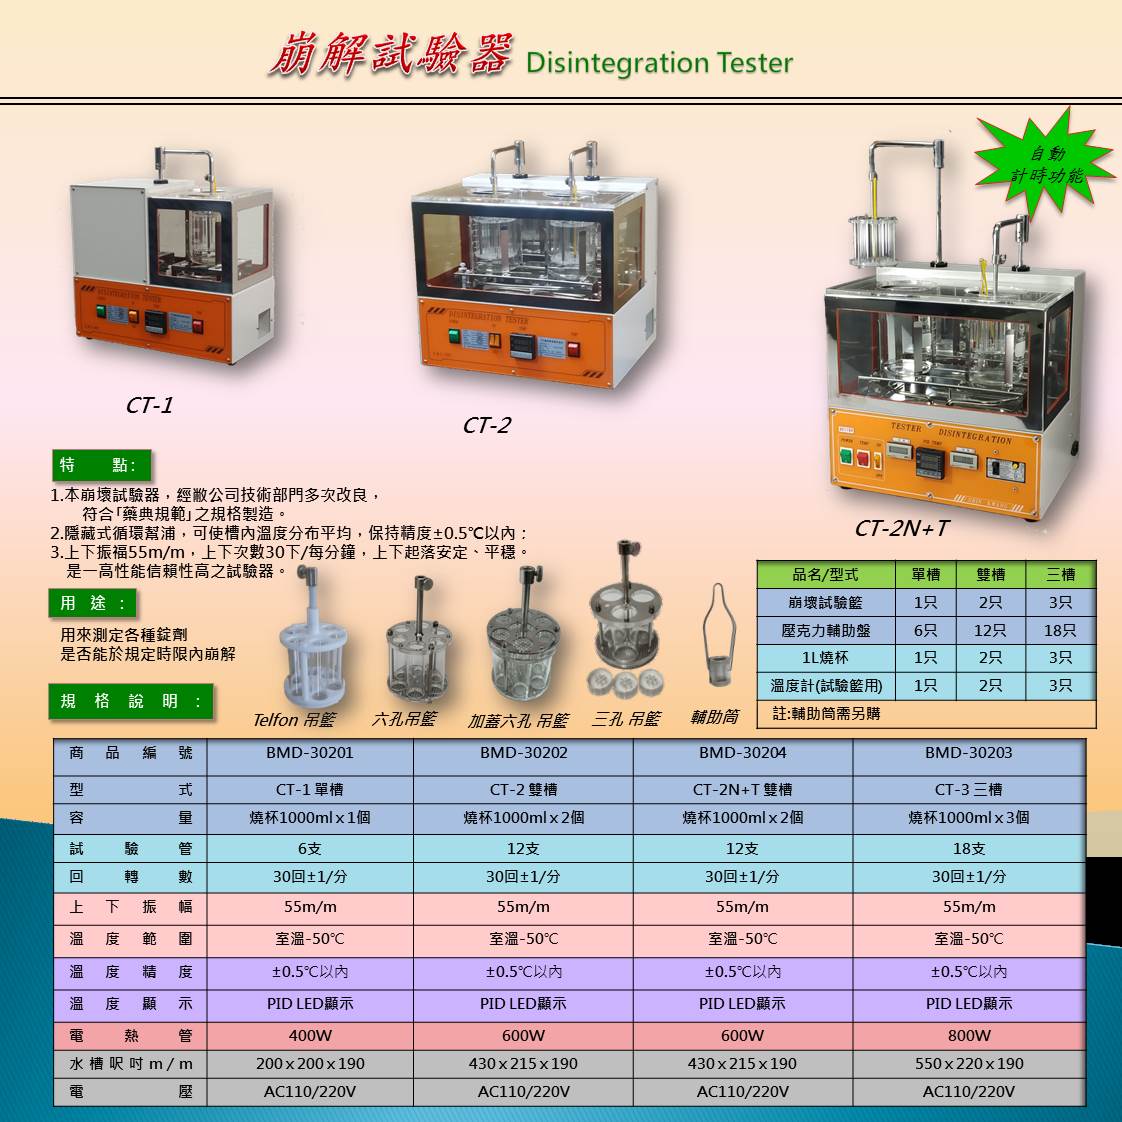 崩解試驗器 Disintegration Tester
自動
計時功能
DISINTEGRATION TESTER
DISINTEGRATION TESTER
TESTER DISINTEGRATION
CT-1
CT-2
CT-2N+T
特 點:
1.本崩壞試驗器，經敝公司技術部門多次改良，
符合「藥典規範」之規格製造。
2.隱藏式循環幫浦，可使槽內溫度分布平均，保持精度±0.5℃以內：
3.上下振福55m/m，上下次數30下/每分鐘，上下起落安定、平穩。
是一高性能信賴性高之試驗器。
用 途 :
用來測定各種錠劑
是否能於規定時限內崩解
Telfon 吊籃
六孔吊籃
加蓋六孔 吊籃
三孔 吊籃
輔助筒
品名/型式 單槽 雙槽 三槽
崩壞試驗籃 1只 2只 3只
壓克力輔助盤 6只 12只 18只
1L燒杯 1只 2只 3只
溫度計(試驗籃用) 1只 2只 3只
註:輔助筒需另購
規 格 說 明 :
商品編號 BMD-30201 BMD-30202 BMD-30204 BMD-30203
型式 CT-1 單槽 CT-2 雙槽 CT-2N+T 雙槽 CT-3 三槽
容量 燒杯1000ml x 1個 燒杯1000ml x 2個 燒杯1000ml x 2個 燒杯1000ml x 3個
試驗管 6支 12支 12支 18支
回轉數 30回±1/分 30回±1/分 30回±1/分 30回±1/分
上下振幅 55m/m 55m/m 55m/m 55m/m
溫度範圍 室溫-50℃ 室溫-50℃ 室溫-50℃ 室溫-50℃
溫度精度 ±0.5℃以內 ±0.5℃以內 ±0.5℃以內 ±0.5℃以內
溫度顯示 PID LED顯示 PID LED顯示 PID LED顯示 PID LED顯示
電熱管 400W 600W 600W 800W
水槽呎吋m/m 200 x 200 x 190 430 x 215 x 190 430 x 215 x 190 550 x 220 x 190
電壓 AC110/220V AC110/220V AC110/220V AC110/220V